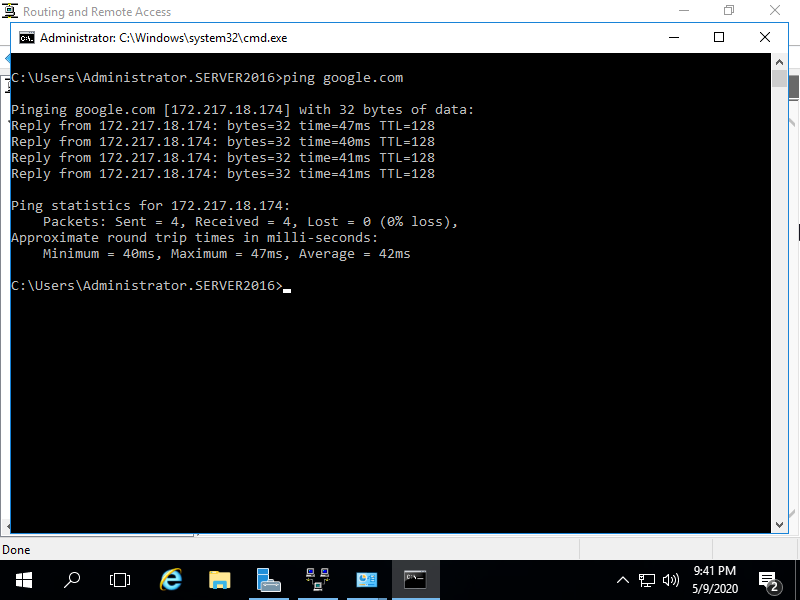 Routing and Remote Access
Administrator: C:\Windows\system32\cmd.exe
C:\Users\Administrator.SERVER2016>ping google.com
Pinging google.com [172.217.18.174] with 32 bytes of data:
Reply from 172.217.18.174: bytes=32 time=47ms TTL=128
Reply from 172.217.18.174: bytes=32 time=40ms TTL=128
Reply from 172.217.18.174: bytes=32 time=41ms TTL=128
Reply from 172.217.18.174: bytes=32 time=41ms TTL=128
Ping statistics for 172.217.18.174:
Packets: Sent = 4, Received = 4, Lost = 0 (0% loss),
Approximate round trip times in milli-seconds:
Minimum = 40ms, Maximum = 47ms, Average = 42ms
C:\Users\Administrator.SERVER2016>
Done
9:41 PM
5/9/2020
2